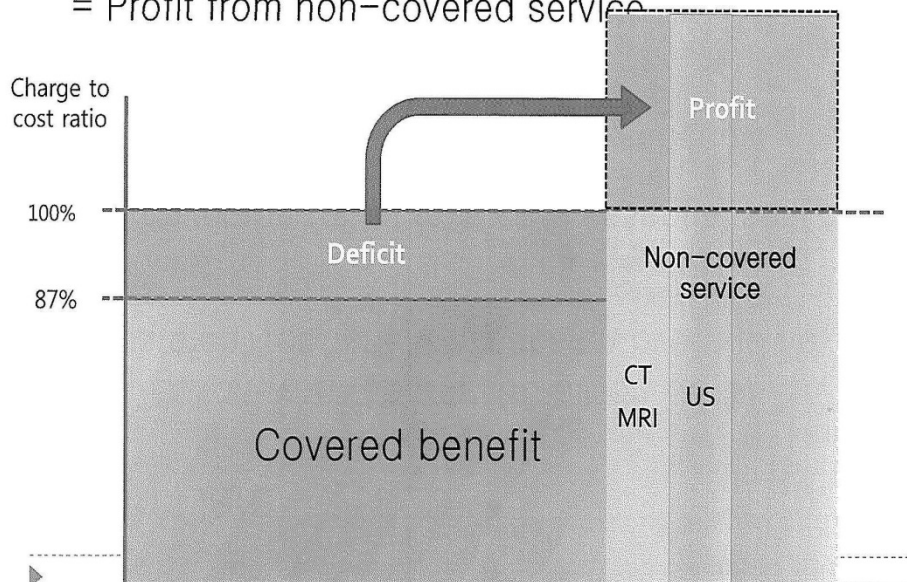 = Profit from non-covered service
Charge to
cost ratio
Profit
100%
Deficit
Non-covered
service
87%
CT
MRI
US
Covered benefit